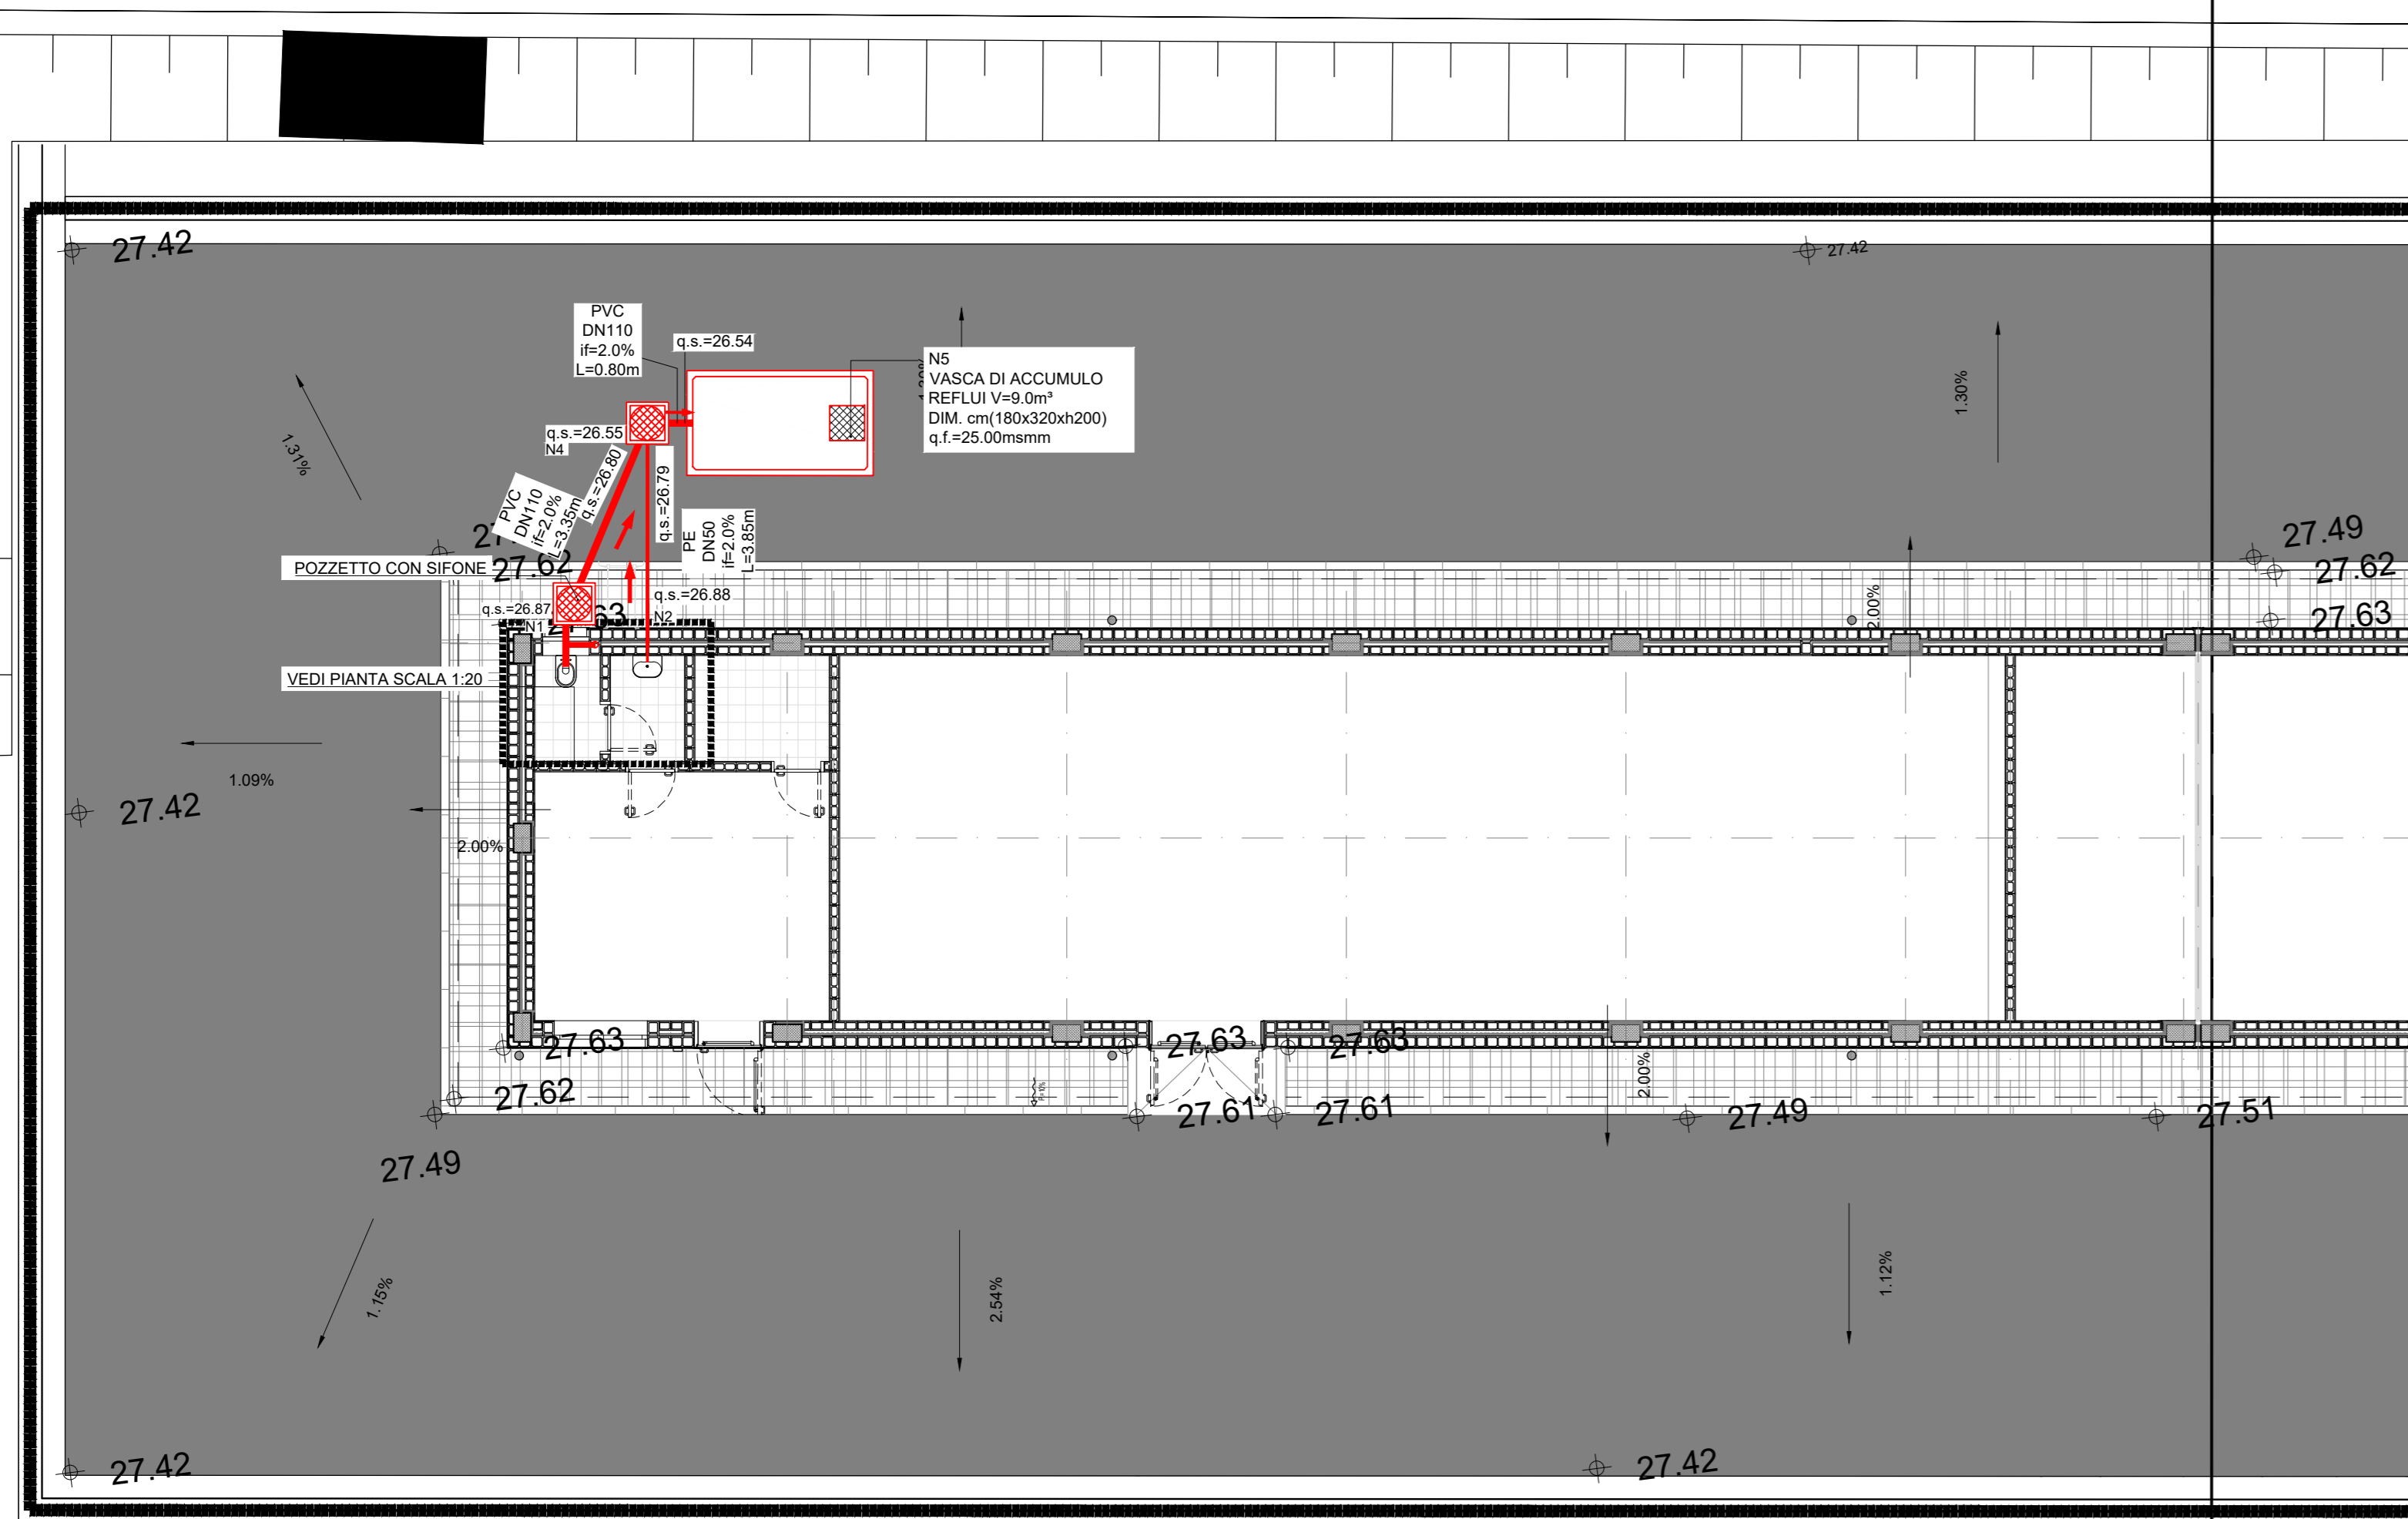 27.42
27.42
PVC
DN110
if=2.0%
L=0.80m
q.s.=26.54
N5
VASCA DI ACCUMULO
REFLUI V=9.0m³
DIM. cm(180x320xh200)
q.f.=25.00msmm
1.30%
1.31%
q.s.=26.55
N4
q.s.=26.80
q.s.=26.79
PVC
DN110
if=2.0%
L=3.35m
PE
DN50
if=2.0%
L=3.85m
27.49
27.62
27.63
POZZETTO CON SIFONE
27.62
q.s.=26.87
N1
q.s.=26.88
N2
2.00%
VEDI PIANTA SCALA 1:20
1.09%
27.42
2.00%
27.63
27.63
27.63
27.62
27.61
27.61
2.00%
27.49
27.51
27.49
1.15%
2.54%
1.12%
27.42
27.42